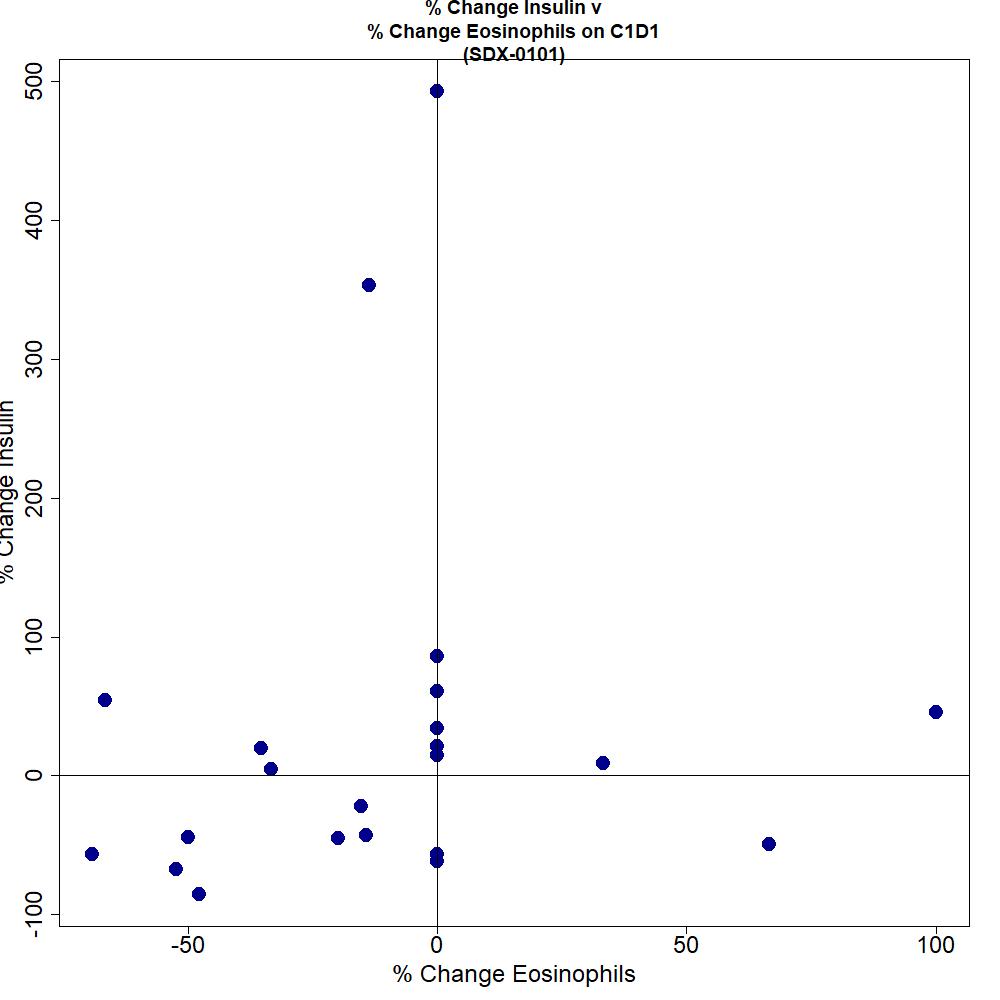 % Change Insulin v
% Change Eosinophils on C1D1
(SDX-0101)
500
400
300
200
100
0
-100
% Change Insulin
-50
0
50
100
% Change Eosinophils